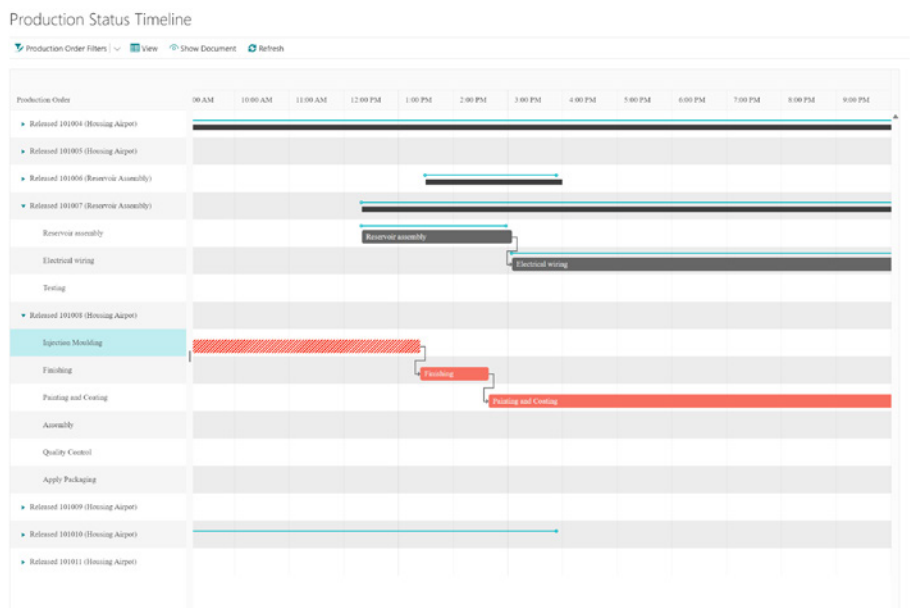 Production Status Timeline
Production Order Filters View Show Document Refresh
Production Order 00 AM 10:00 AM 11:00 AM 12:00 PM 1:00 PM 2:00 PM 3:00 PM 4:00 PM 5:00 PM 6:00 PM 7:00 PM 8:00 PM 9:00 PM
Released 101004 (Housing Airpot)
Released 101005 (Housing Airpot)
Released 101006 (Reservoir Assembly)
Released 101007 (Reservoir Assembly)
Reservoir assembly Reservoir assembly
Electrical wiring Electrical wiring
Testing
Released 101008 (Housing Airpot)
Injection Moulding
Finishing Finishing
Painting and Coating Painting and Coating
Assembly
Quality Control
Apply Packaging
Released 101009 (Housing Airpot)
Released 101010 (Housing Airpot)
Released 101011 (Housing Airpot)